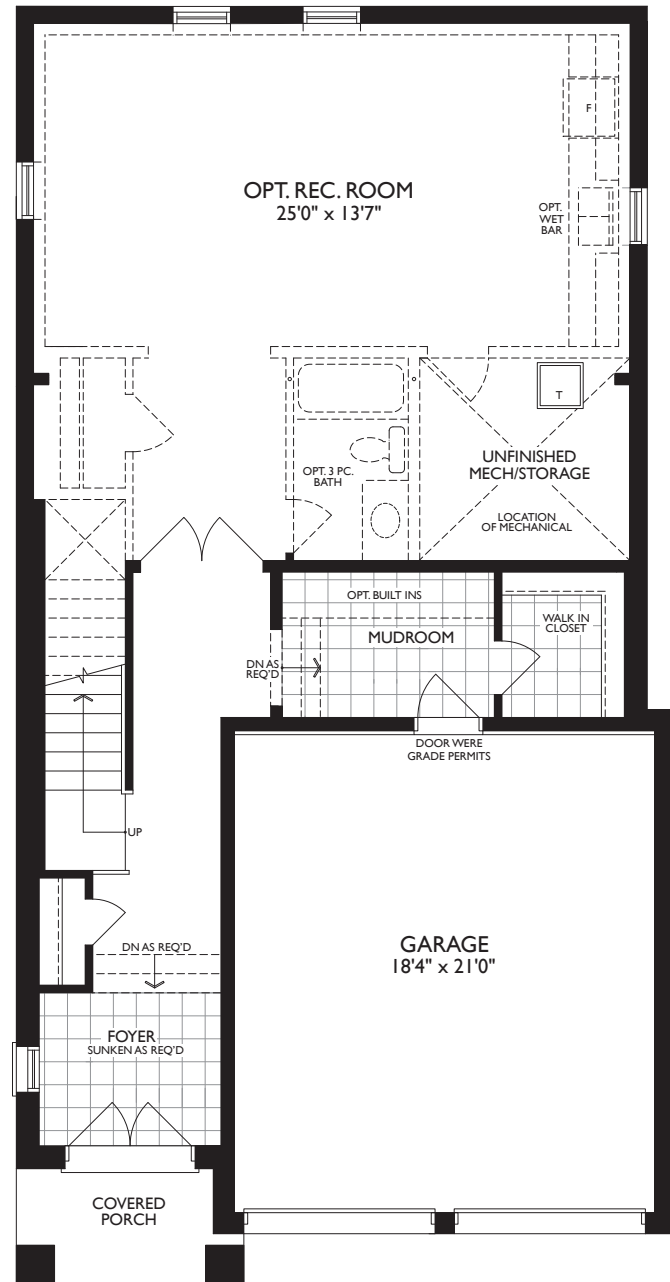 F
OPT. REC. ROOM
25'0" x 13'7"
OPT.
WET
BAR
T
OPT. 3 PC.
BATH
UNFINISHED
MECH/STORAGE
LOCATION
OF MECHANICAL
OPT. BUILT INS
MUDROOM
WALK IN
CLOSET
DN AS
REQ'D
DOOR WERE
GRADE PERMITS
UP
DN AS REQ'D
GARAGE
18'4" x 21'0"
FOYER
SUNKEN AS REQ'D
COVERED
PORCH